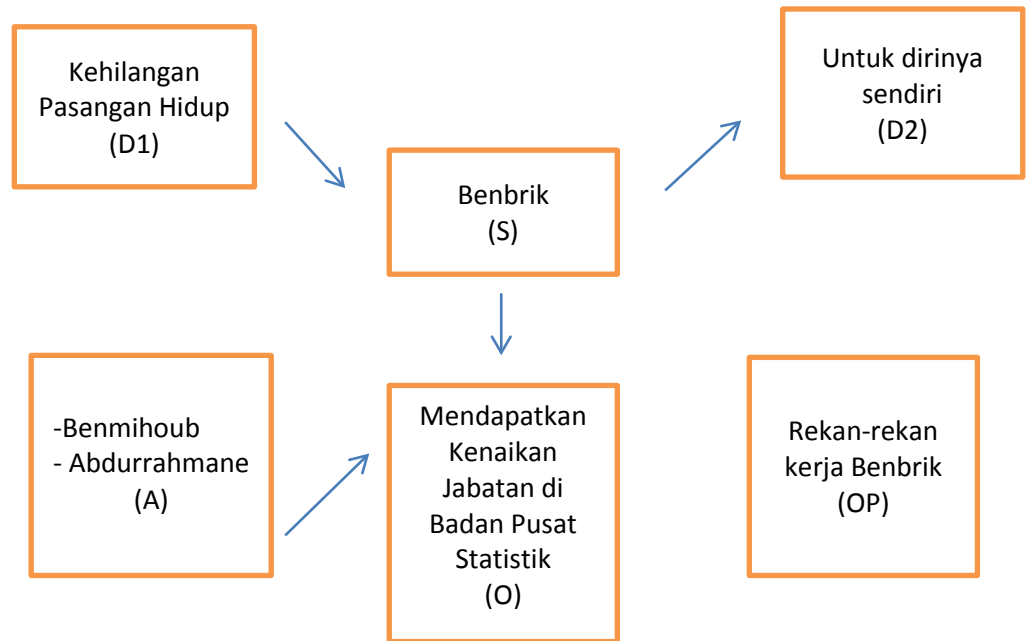 Kehilangan
Pasangan Hidup
(D1)
Untuk dirinya
sendiri
(D2)
Benbrik
(S)
-Benmihoub
- Abdurrahmane
(A)
Mendapatkan
Kenaikan
Jabatan di
Badan Pusat
Statistik
(O)
Rekan-rekan
kerja Benbrik
(OP)